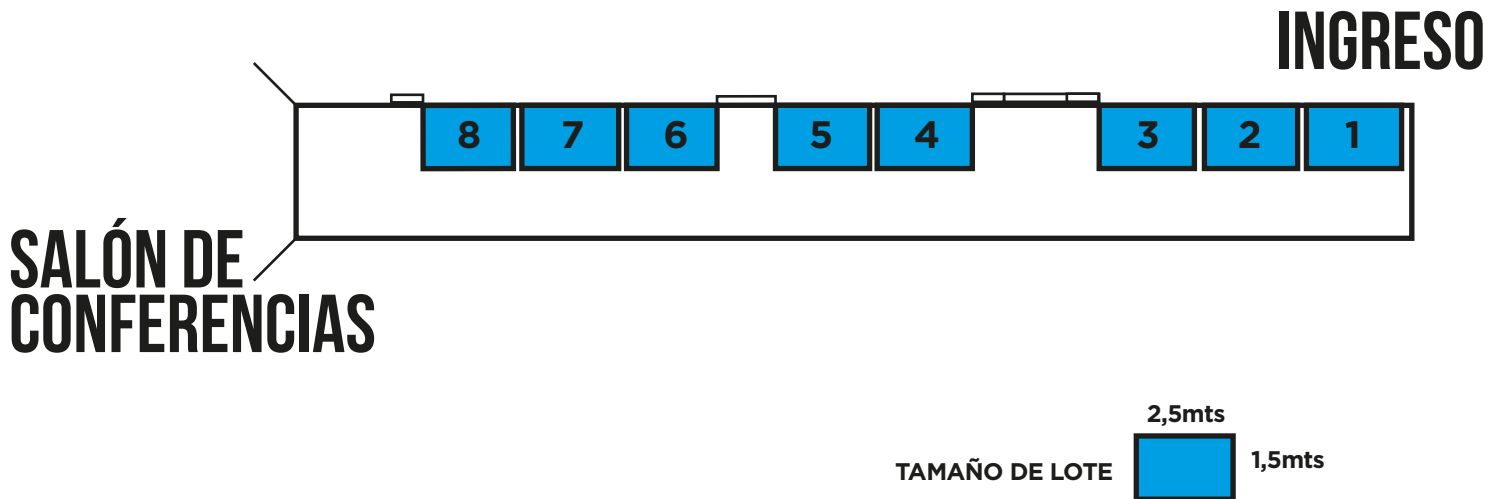 INGRESO
8 7 6 5 4 3 2 1
SALÓN DE
CONFERENCIAS
2,5mts
TAMAÑO DE LOTE
1,5mts